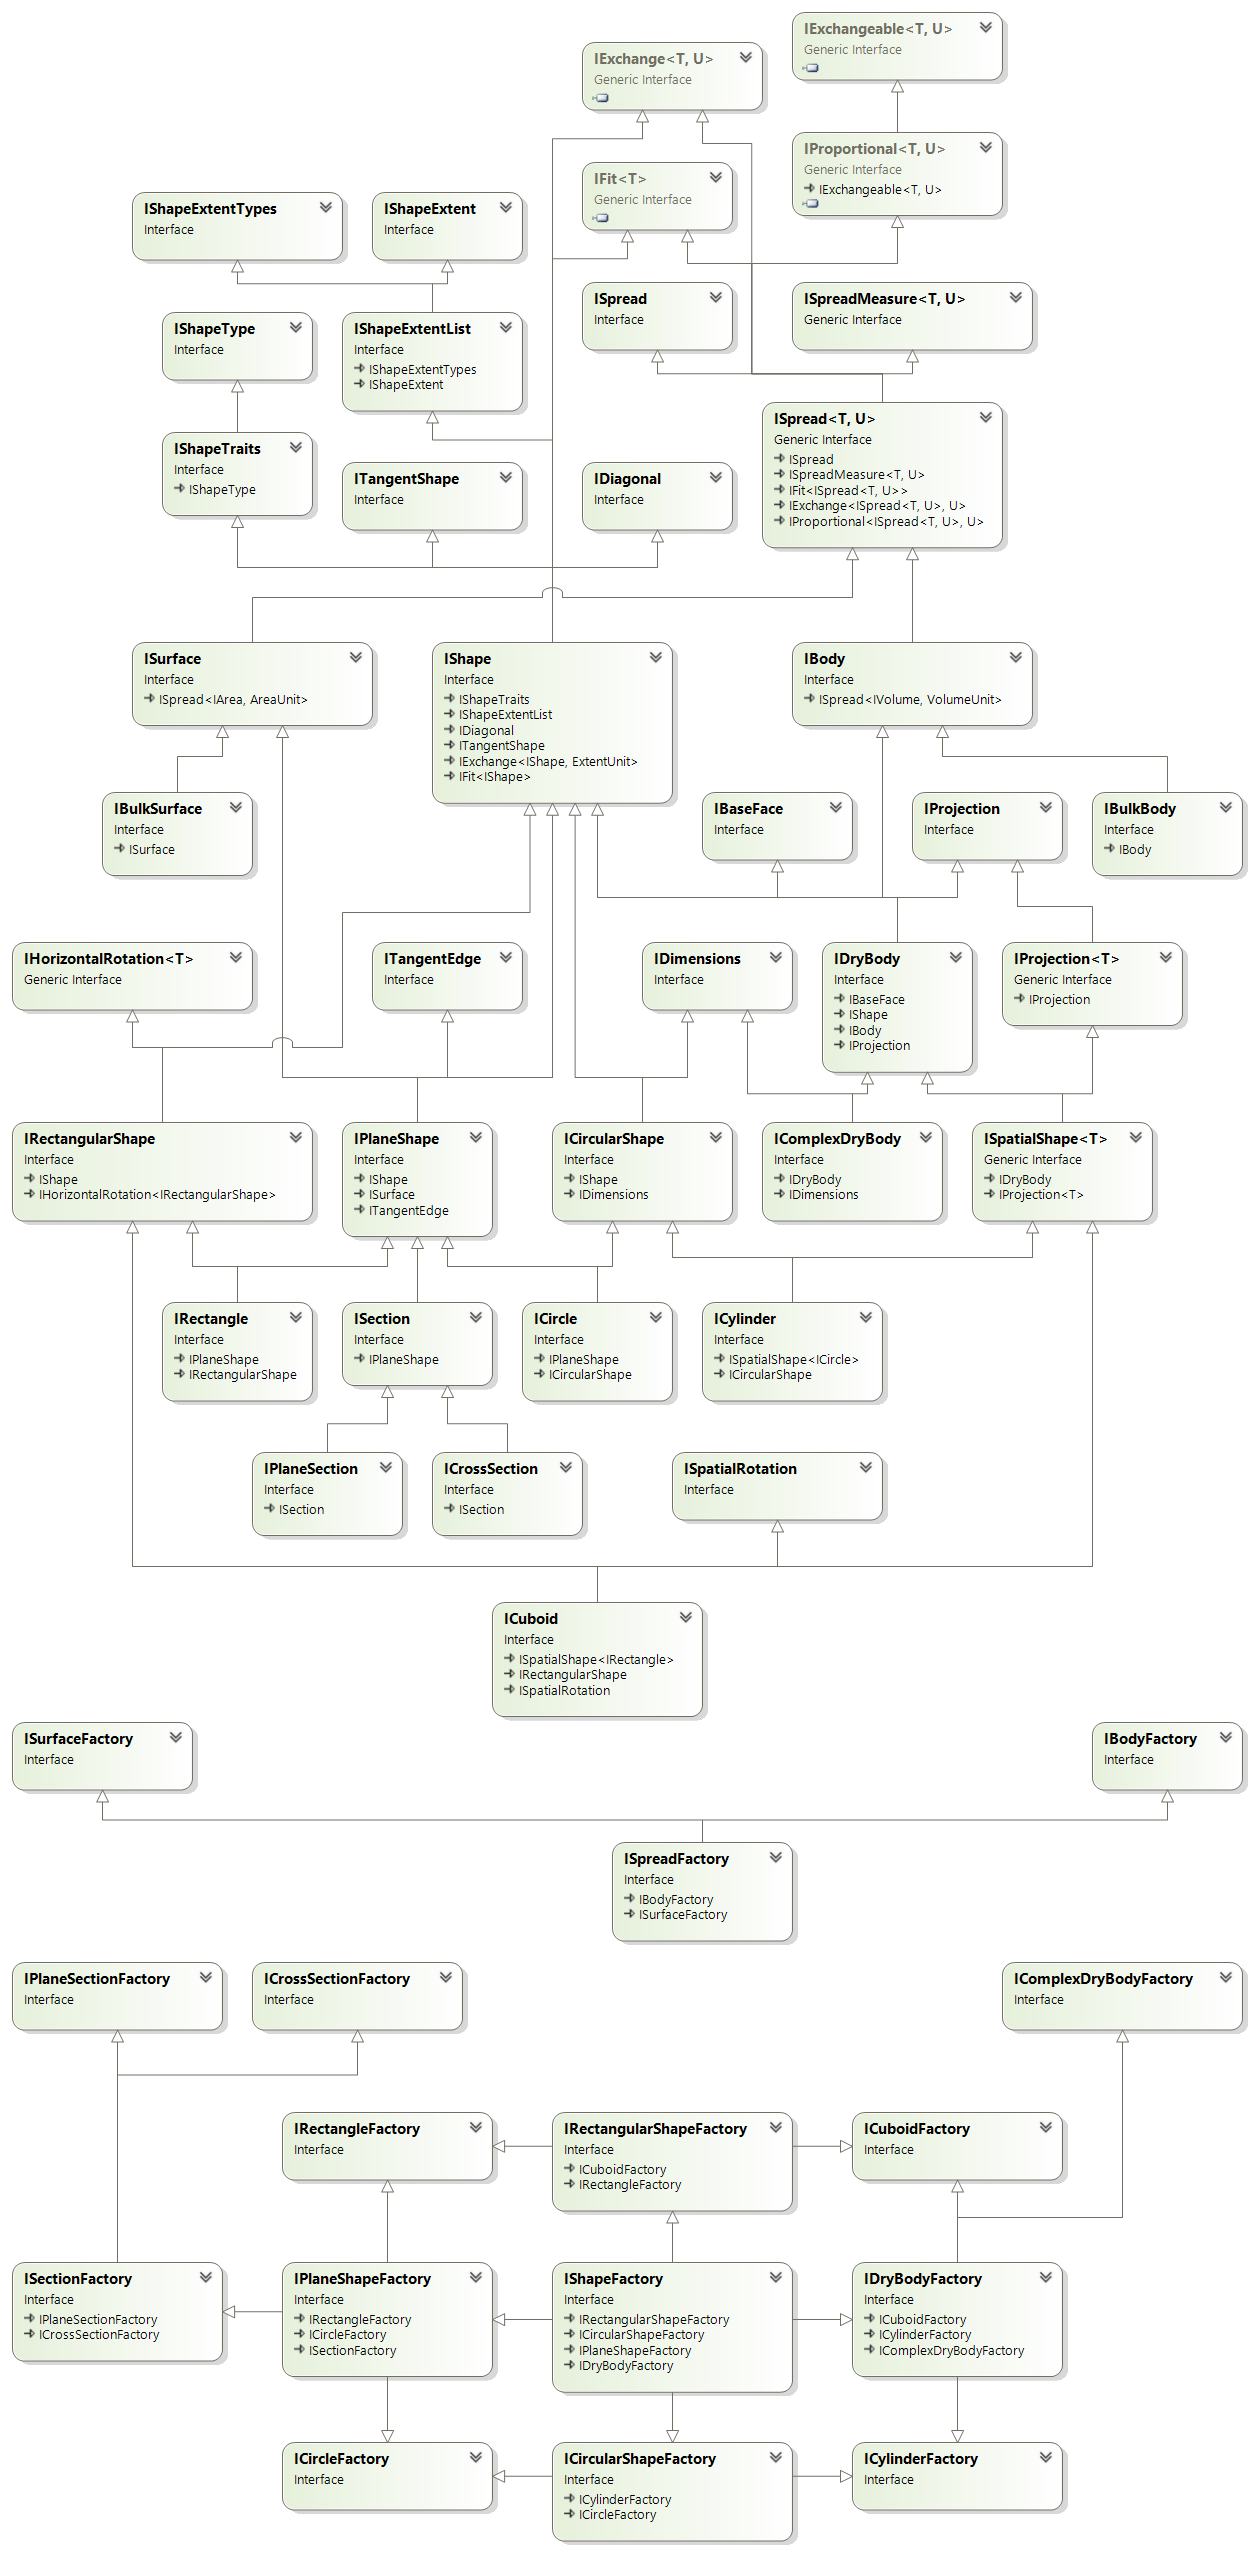 IExchangeable<T, U>
Generic Interface
IExchange<T, U>
Generic Interface
IProportional<T, U>
Generic Interface
IExchangeable<T, U>
IFit<T>
Generic Interface
IShapeExtentTypes
Interface
IShapeExtent
Interface
ISpread
Interface
ISpreadMeasure<T, U>
Generic Interface
IShapeType
Interface
IShapeExtentList
Interface
IShapeExtentTypes
IShapeExtent
ISpread<T, U>
Generic Interface
ISpread
ISpreadMeasure<T, U>
IFit<ISpread<T, U>>
IExchange<ISpread<T, U>, U>
IProportional<ISpread<T, U>, U>
IShapeTraits
Interface
IShapeType
ITangentShape
Interface
IDiagonal
Interface
ISurface
Interface
ISpread<IArea, AreaUnit>
IShape
Interface
IShapeTraits
IShapeExtentList
IDiagonal
ITangentShape
IExchange<IShape, ExtentUnit>
IFit<IShape>
IBody
Interface
ISpread<IVolume, VolumeUnit>
IBulkSurface
Interface
ISurface
IBaseFace
Interface
IProjection
Interface
IBulkBody
Interface
IBody
IHorizontalRotation<T>
Generic Interface
ITangentEdge
Interface
IDimensions
Interface
IDryBody
Interface
IBaseFace
IShape
IBody
IProjection
IProjection<T>
Generic Interface
IProjection
IRectangularShape
Interface
IShape
IHorizontalRotation<IRectangularShape>
IPlaneShape
Interface
IShape
ISurface
ITangentEdge
ICircularShape
Interface
IShape
IDimensions
IComplexDryBody
Interface
IDryBody
IDimensions
ISpatialShape<T>
Generic Interface
IDryBody
IProjection<T>
IRectangle
Interface
IPlaneShape
IRectangularShape
ISection
Interface
IPlaneShape
ICircle
Interface
IPlaneShape
ICircularShape
ICylinder
Interface
ISpatialShape<ICircle>
ICircularShape
IPlaneSection
Interface
ISection
ICrossSection
Interface
ISection
ISpatialRotation
Interface
ICuboid
Interface
ISpatialShape<IRectangle>
IRectangularShape
ISpatialRotation
ISurfaceFactory
Interface
IBodyFactory
Interface
ISpreadFactory
Interface
IBodyFactory
ISurfaceFactory
IPlaneSectionFactory
Interface
ICrossSectionFactory
Interface
IComplexDryBodyFactory
Interface
IRectangleFactory
Interface
IRectangularShapeFactory
Interface
ICuboidFactory
IRectangleFactory
ICuboidFactory
Interface
ISectionFactory
Interface
IPlaneSectionFactory
ICrossSectionFactory
IPlaneShapeFactory
Interface
IRectangleFactory
ICircleFactory
ISectionFactory
IShapeFactory
Interface
IRectangularShapeFactory
ICircularShapeFactory
IPlaneShapeFactory
IDryBodyFactory
IDryBodyFactory
Interface
ICuboidFactory
ICylinderFactory
IComplexDryBodyFactory
ICircleFactory
Interface
ICircularShapeFactory
Interface
ICylinderFactory
ICircleFactory
ICylinderFactory
Interface